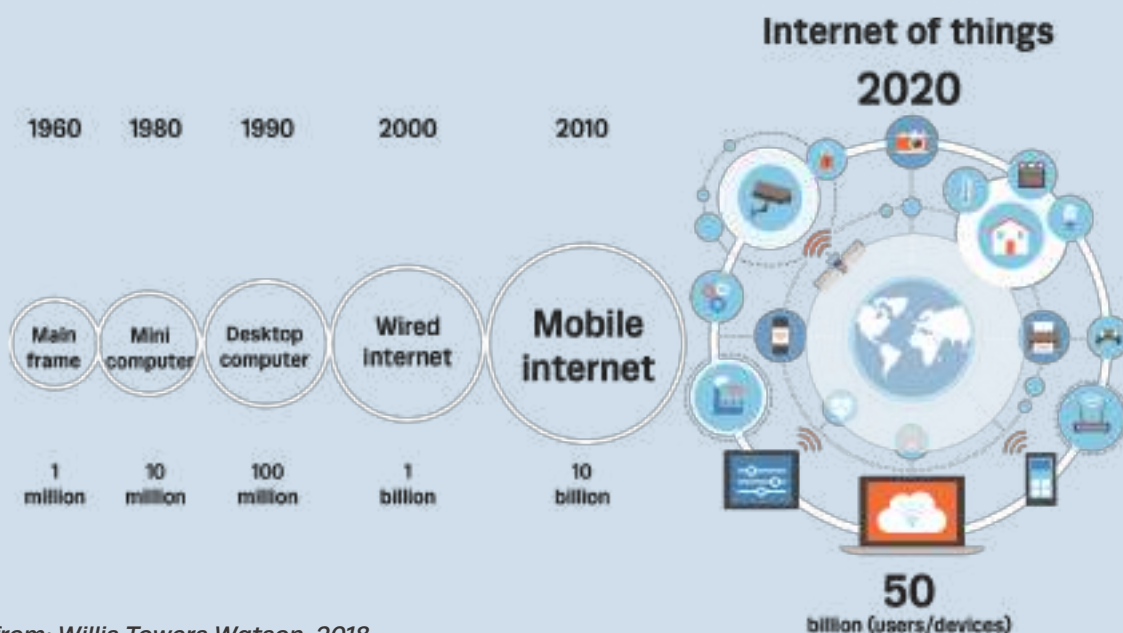 Internet of things
2020
1960 1980 1990 2000 2010
Main
frame
Mini
computer
Desktop
computer
Wired
internet
Mobile
internet
1
million
10
million
100
million
1
billion
10
billion
50
billion (users/devices)
from: Willis Towers Watson, 2018